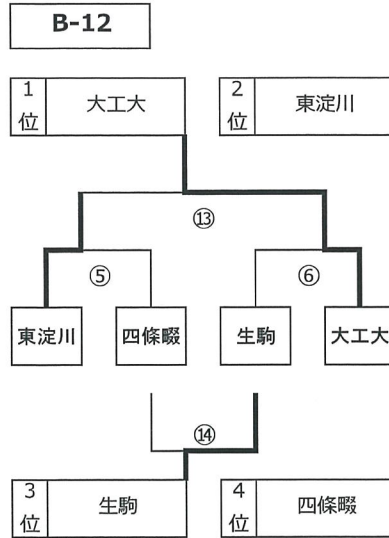 B-12
1位 大工大 2位 東淀川
⑬
⑤ ⑥
東淀川 四條畷 生駒 大工大
⑭
3位 生駒 4位 四條畷